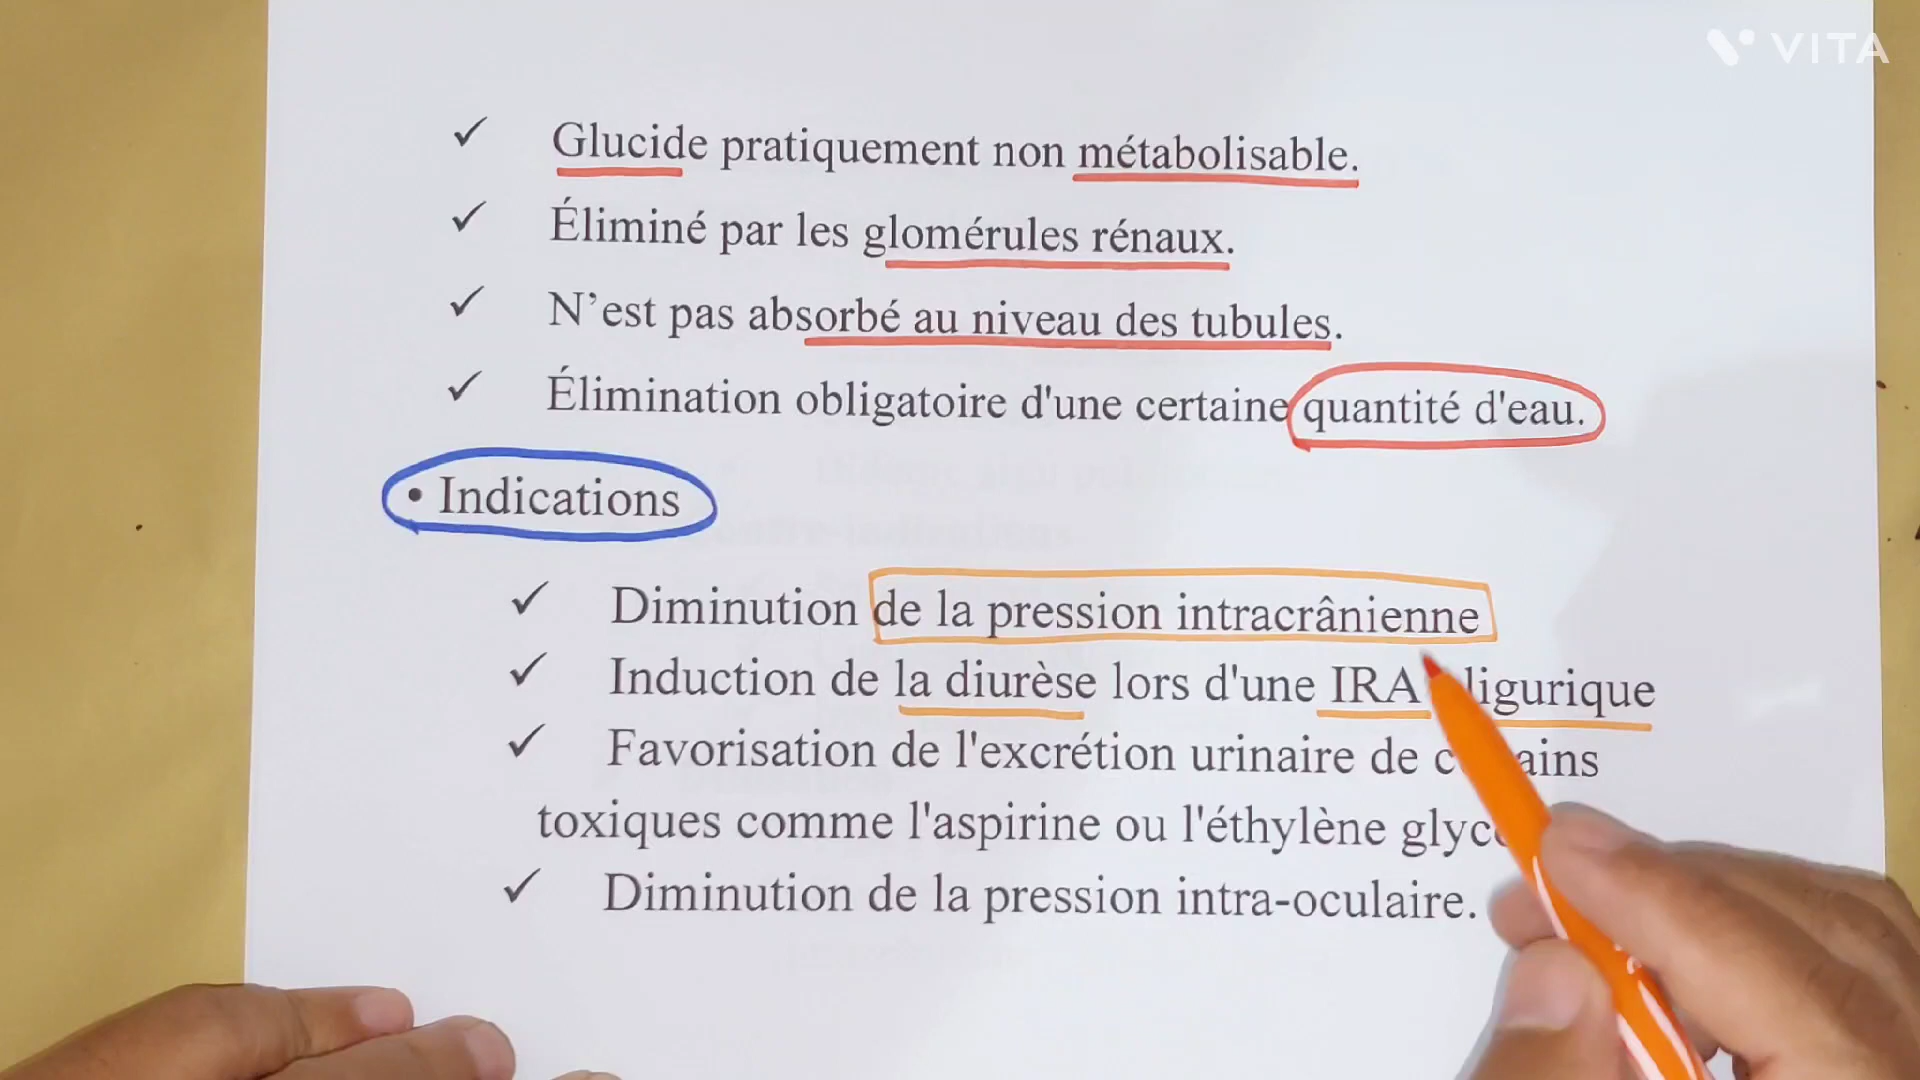 VITA
✓ Glucide pratiquement non métabolisable.
✓ Éliminé par les glomérules rénaux.
✓ N’est pas absorbé au niveau des tubules.
✓ Élimination obligatoire d'une certaine quantité d'eau.
• Indications
✓ Diminution de la pression intracrânienne
✓ Induction de la diurèse lors d'une IRA
✓ Favorisation de l'excrétion urinaire de
toxiques comme l'aspirine ou l'éthylène
✓ Diminution de la pression intra-oculaire.